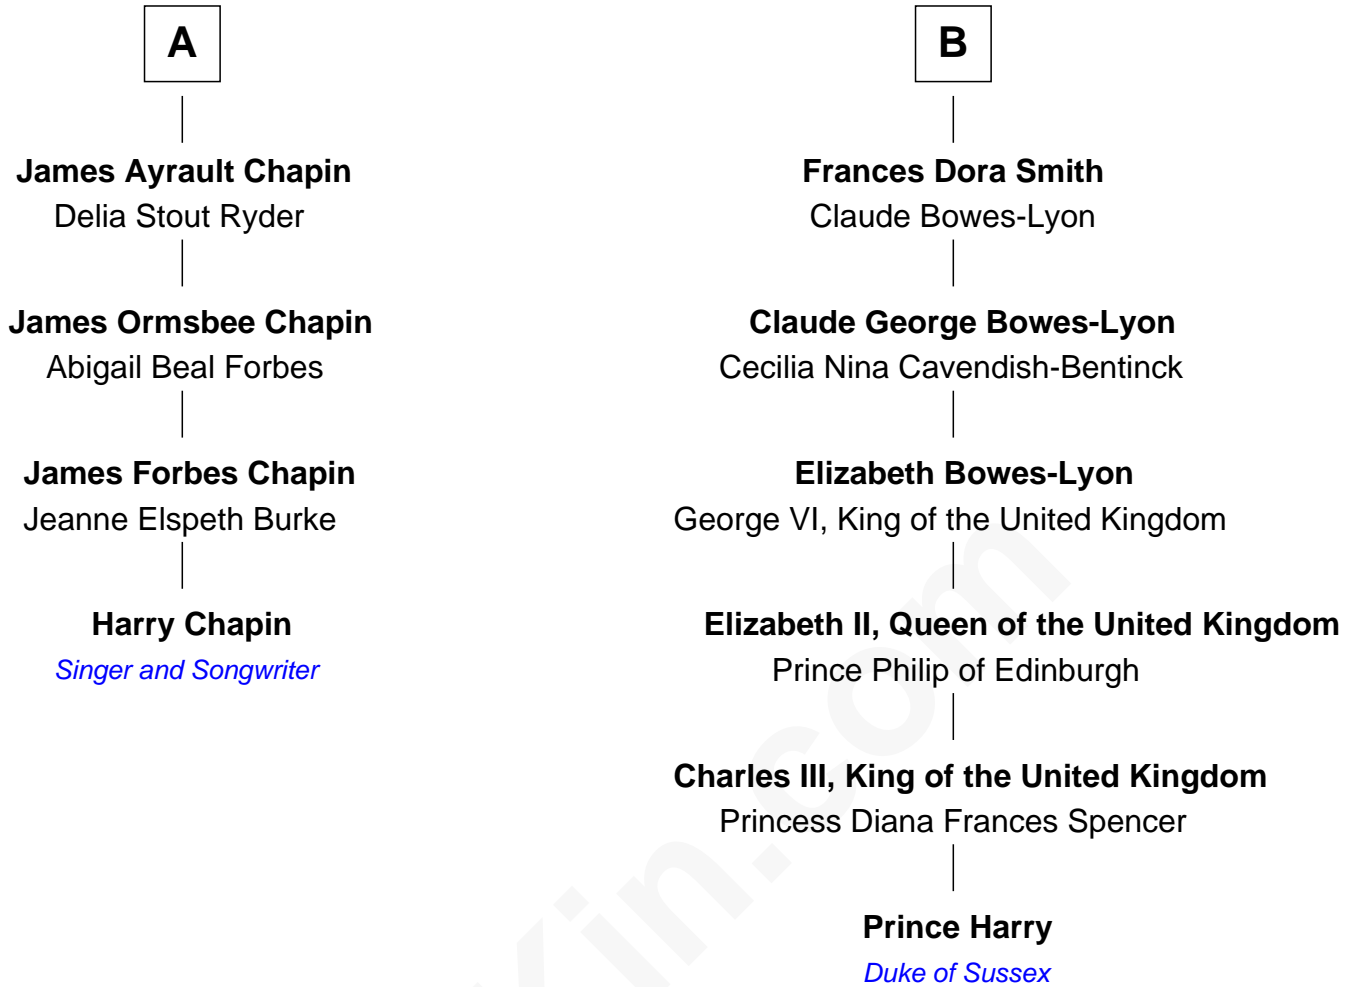 A
James Ayrault Chapin
Delia Stout Ryder
James Ormsbee Chapin
Abigail Beal Forbes
James Forbes Chapin
Jeanne Elspeth Burke
Harry Chapin
Singer and Songwriter
B
Frances Dora Smith
Claude Bowes-Lyon
Claude George Bowes-Lyon
Cecilia Nina Cavendish-Bentinck
Elizabeth Bowes-Lyon
George VI, King of the United Kingdom
Elizabeth II, Queen of the United Kingdom
Prince Philip of Edinburgh
Charles III, King of the United Kingdom
Princess Diana Frances Spencer
Prince Harry
Duke of Sussex
Kin.com